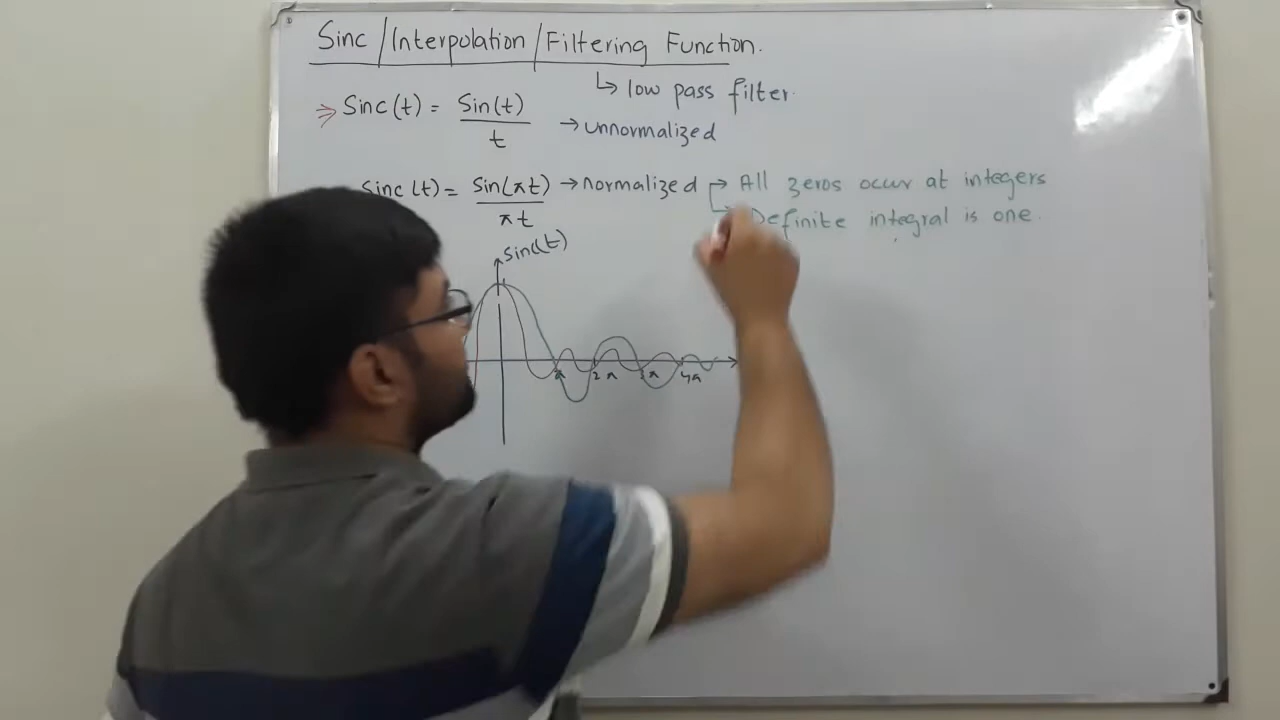 Sinc / Interpolation / Filtering Function.
↳ low pass filter.
⇒ Sinc(t) = Sin(t) / t → unnormalized
Sinc(t) = Sin(πt) / πt → normalized → All zeros occur at integers
Definite integral is one.
sinc(t)
π 2π 3π 4π